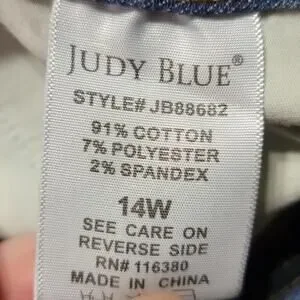 JUDY BLUE®
STYLE# JB88682
91% COTTON
7% POLYESTER
2% SPANDEX
14W
SEE CARE ON
REVERSE SIDE
RN# 116380
MADE IN CHINA